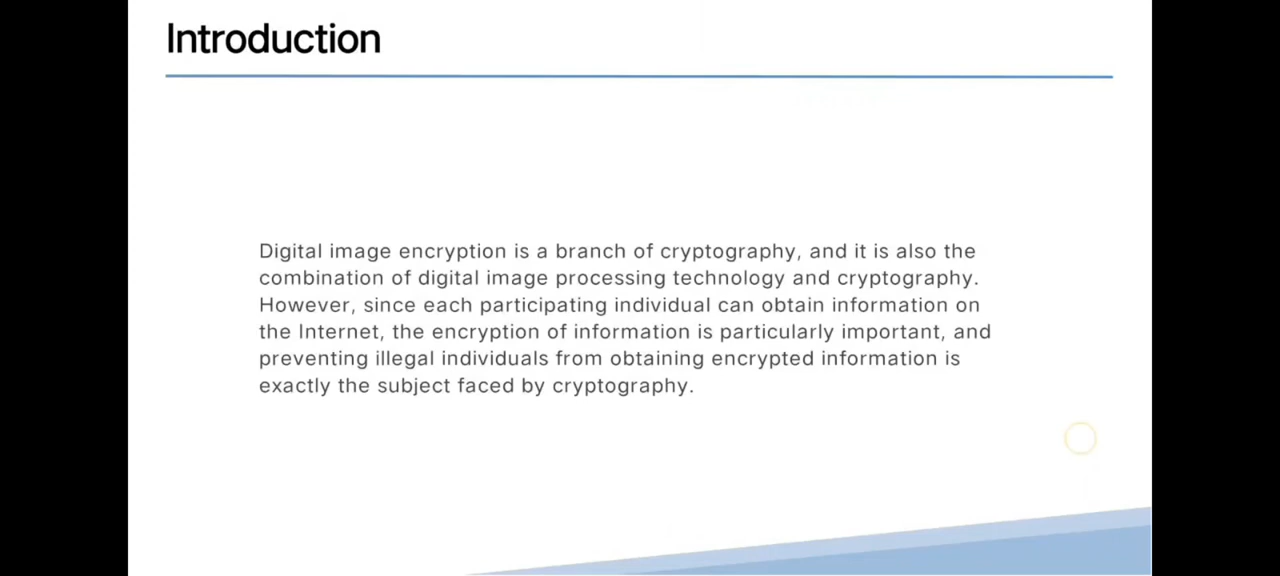 Introduction
Digital image encryption is a branch of cryptography, and it is also the
combination of digital image processing technology and cryptography.
However, since each participating individual can obtain information on
the Internet, the encryption of information is particularly important, and
preventing illegal individuals from obtaining encrypted information is
exactly the subject faced by cryptography.